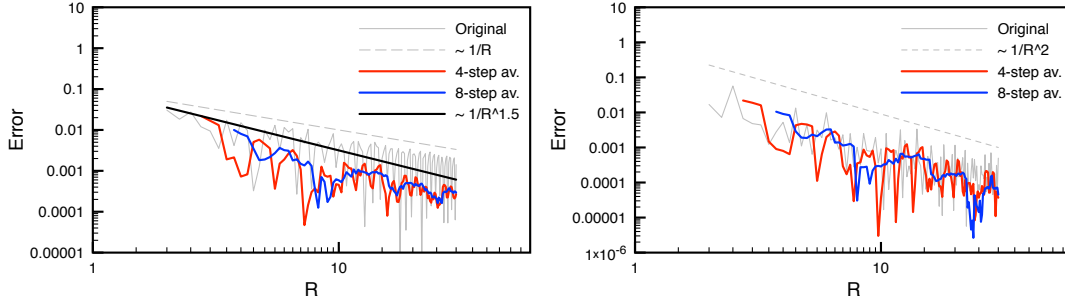 10
1
0.1
0.01
0.001
0.0001
0.00001
Error
1
10
R
Original
~ 1/R
4-step av.
8-step av.
~ 1/R^1.5
10
1
0.1
0.01
0.001
0.0001
0.00001
1×10⁻⁶
Error
1
10
R
Original
~ 1/R^2
4-step av.
8-step av.